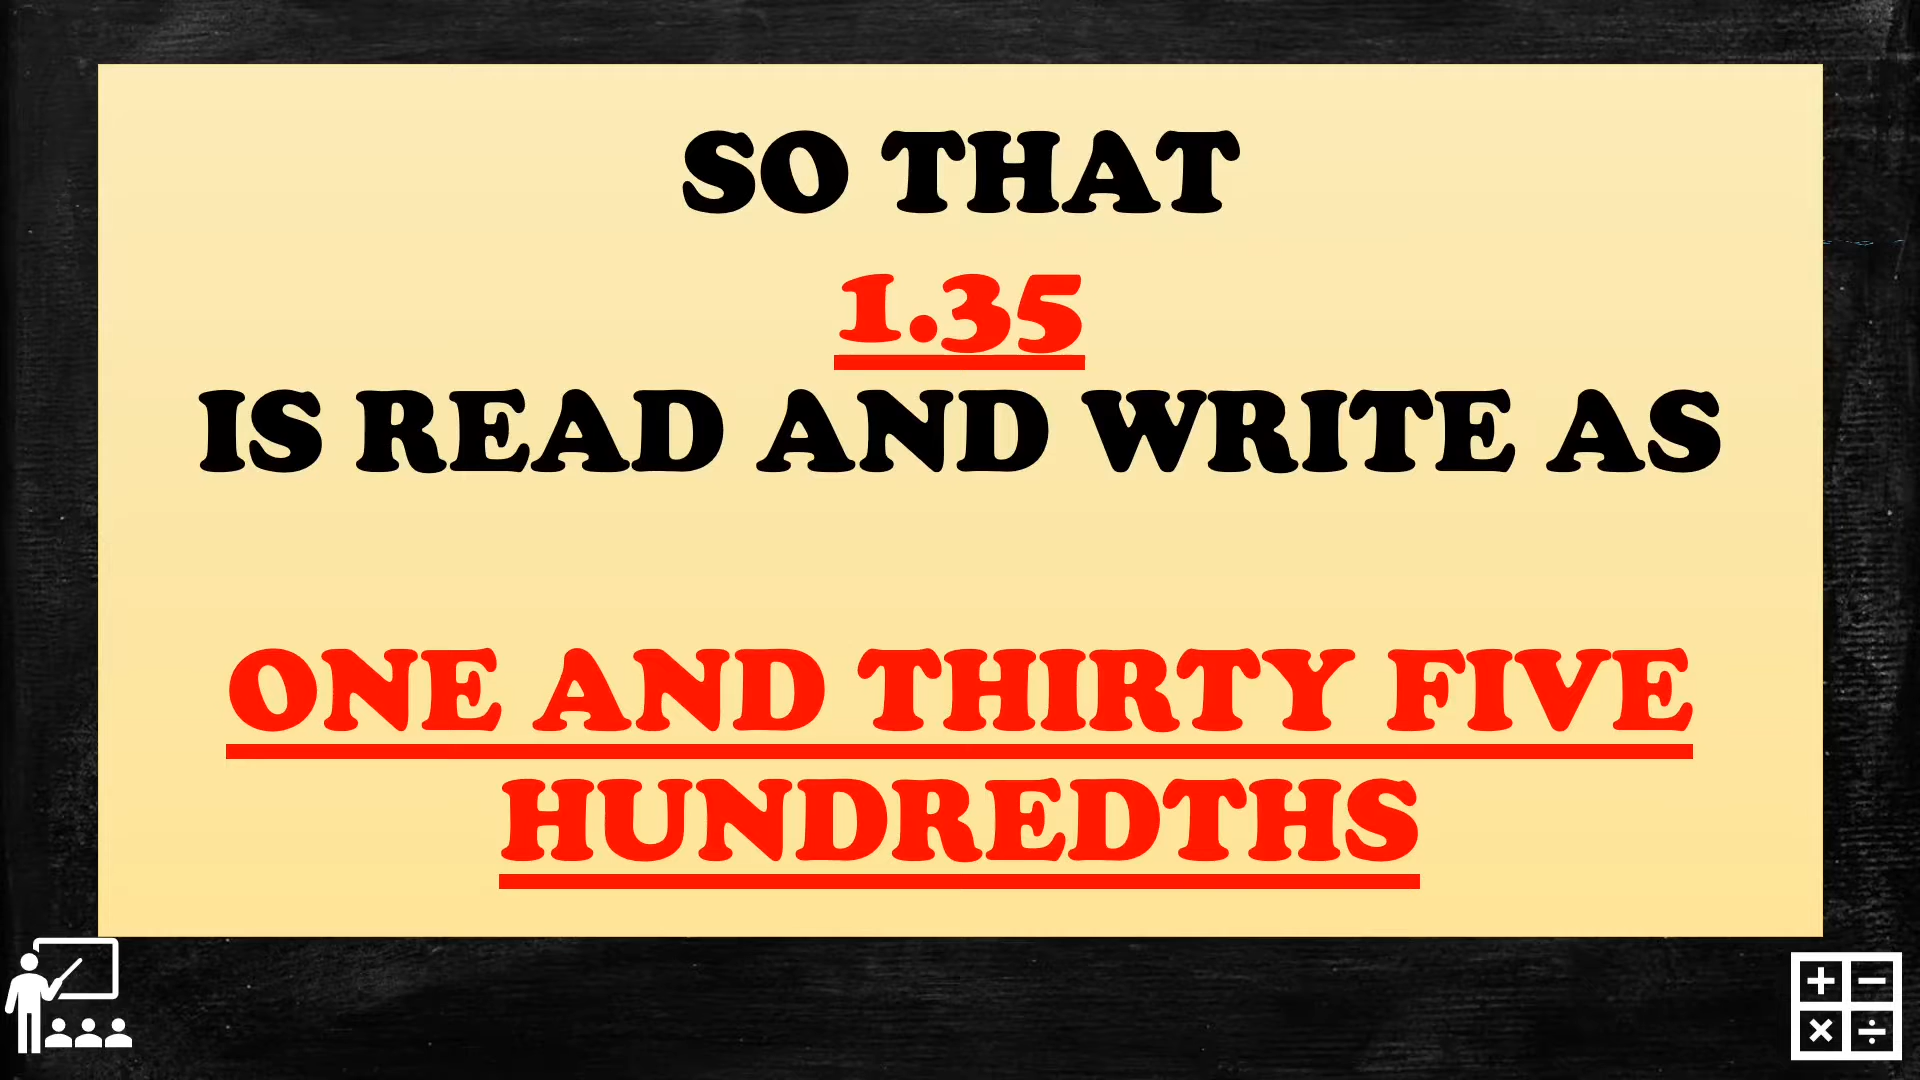 SO THAT
1.35
IS READ AND WRITE AS
ONE AND THIRTY FIVE
HUNDREDTHS